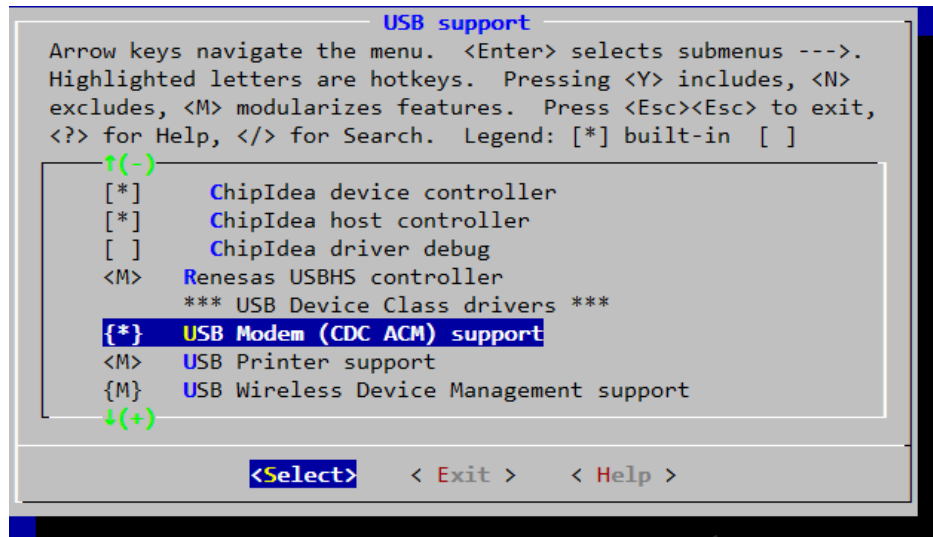 USB support
Arrow keys navigate the menu.  <Enter> selects submenus --->.
Highlighted letters are hotkeys.  Pressing <Y> includes, <N>
excludes, <M> modularizes features.  Press <Esc><Esc> to exit,
<?> for Help, </> for Search.  Legend: [*] built-in  [ ]
↑(-)
[*]     ChipIdea device controller
[*]     ChipIdea host controller
[ ]     ChipIdea driver debug
<M>   Renesas USBHS controller
*** USB Device Class drivers ***
{*}   USB Modem (CDC ACM) support
<M>   USB Printer support
{M}   USB Wireless Device Management support
↓(+)
<Select>    < Exit >    < Help >